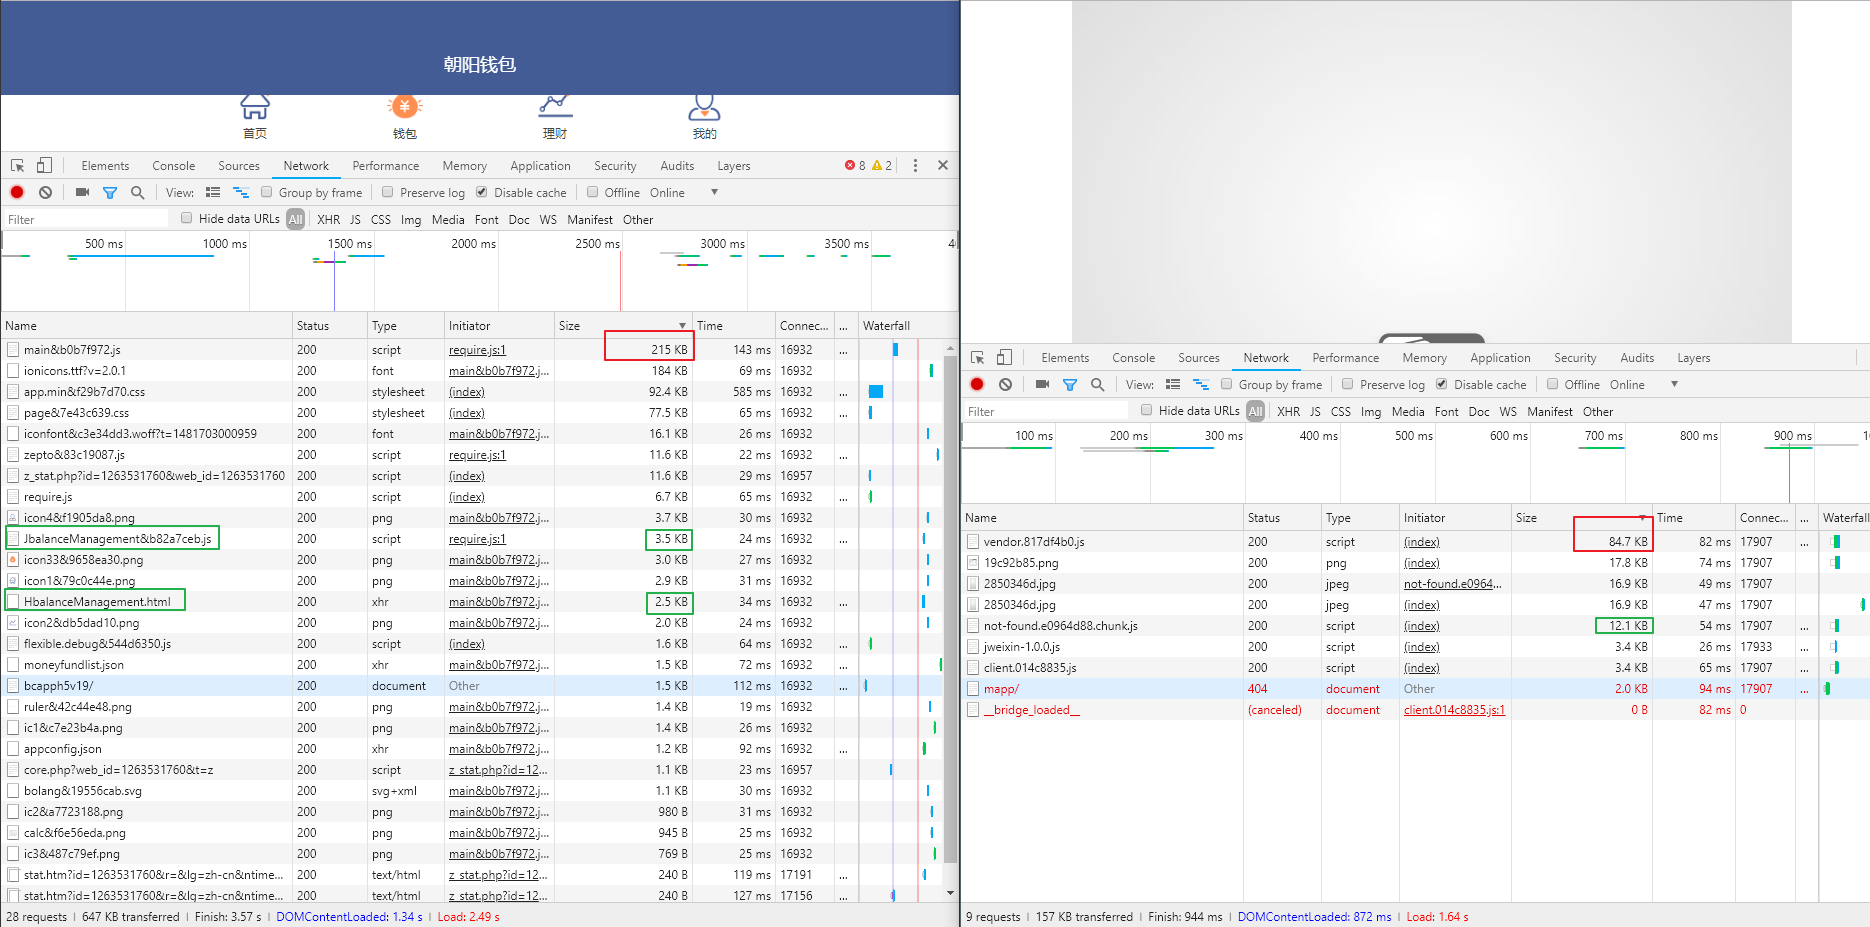 朝阳钱包
首页 钱包 理财 我的
Elements Console Sources Network Performance Memory Application Security Audits Layers 8 2
View: Group by frame Preserve log Disable cache Offline Online
Filter Hide data URLs All XHR JS CSS Img Media Font Doc WS Manifest Other
500 ms 1000 ms 1500 ms 2000 ms 2500 ms 3000 ms 3500 ms
Name Status Type Initiator Size Time Connec... ... Waterfall
main&b0b7f972.js 200 script require.js:1 215 KB 143 ms 16932 ...
ionicons.ttf?v=2.0.1 200 font main&b0b7f972.j... 184 KB 69 ms 16932
app.min&f29b7d70.css 200 stylesheet (index) 92.4 KB 585 ms 16932 ...
page&7e43c639.css 200 stylesheet (index) 77.5 KB 65 ms 16932 ...
iconfont&c3e34dd3.woff?t=1481703000959 200 font main&b0b7f972.j... 16.1 KB 26 ms 16932
zepto&83c19087.js 200 script require.js:1 11.6 KB 22 ms 16932 ...
z_stat.php?id=1263531760&web_id=1263531760 200 script (index) 11.6 KB 29 ms 16957 ...
require.js 200 script (index) 6.7 KB 65 ms 16932 ...
icon4&f1905da8.png 200 png main&b0b7f972.j... 3.7 KB 30 ms 16932
JbalanceManagement&b82a7ceb.js 200 script require.js:1 3.5 KB 24 ms 16932 ...
icon33&9658ea30.png 200 png main&b0b7f972.j... 3.0 KB 27 ms 16932
icon1&79c0c44e.png 200 png main&b0b7f972.j... 2.9 KB 31 ms 16932
HbalanceManagement.html 200 xhr main&b0b7f972.j... 2.5 KB 34 ms 16932 ...
icon2&db5dad10.png 200 png main&b0b7f972.j... 2.0 KB 24 ms 16932
flexible.debug&544d6350.js 200 script (index) 1.6 KB 64 ms 16932 ...
moneyfundlist.json 200 xhr main&b0b7f972.j... 1.5 KB 72 ms 16932 ...
bcapph5v19/ 200 document Other 1.5 KB 112 ms 16932 ...
ruler&42c44e48.png 200 png main&b0b7f972.j... 1.4 KB 19 ms 16932
ic1&c7e23b4a.png 200 png main&b0b7f972.j... 1.4 KB 26 ms 16932
appconfig.json 200 xhr main&b0b7f972.j... 1.2 KB 92 ms 16932 ...
core.php?web_id=1263531760&t=z 200 script z_stat.php?id=12... 1.1 KB 23 ms 16957
bolang&19556cab.svg 200 svg+xml main&b0b7f972.j... 1.1 KB 30 ms 16932
ic2&a7723188.png 200 png main&b0b7f972.j... 980 B 31 ms 16932
calc&f6e56eda.png 200 png main&b0b7f972.j... 945 B 25 ms 16932
ic3&487c79ef.png 200 png main&b0b7f972.j... 769 B 25 ms 16932
stat.htm?id=1263531760&r=&lg=zh-cn&ntime... 200 text/html z_stat.php?id=12... 240 B 119 ms 17191 ...
stat.htm?id=1263531760&r=&lg=zh-cn&ntime... 200 text/html z_stat.php?id=12... 240 B 127 ms 17156 ...
28 requests | 647 KB transferred | Finish: 3.57 s | DOMContentLoaded: 1.34 s | Load: 2.49 s
Elements Console Sources Network Performance Memory Application Security Audits Layers
View: Group by frame Preserve log Disable cache Offline Online
Filter Hide data URLs All XHR JS CSS Img Media Font Doc WS Manifest Other
100 ms 200 ms 300 ms 400 ms 500 ms 600 ms 700 ms 800 ms 900 ms
Name Status Type Initiator Size Time Connec... ... Waterfall
vendor.817df4b0.js 200 script (index) 84.7 KB 82 ms 17907 ...
19c92b85.png 200 png (index) 17.8 KB 74 ms 17907 ...
2850346d.jpg 200 jpeg not-found.e0964... 16.9 KB 49 ms 17907 ...
2850346d.jpg 200 jpeg (index) 16.9 KB 47 ms 17907 ...
not-found.e0964d88.chunk.js 200 script (index) 12.1 KB 54 ms 17907 ...
jweixin-1.0.0.js 200 script (index) 3.4 KB 26 ms 17933 ...
client.014c8835.js 200 script (index) 3.4 KB 65 ms 17907 ...
mapp/ 404 document Other 2.0 KB 94 ms 17907 ...
__bridge_loaded__ (canceled) document client.014c8835.js:1 0 B 82 ms 0
9 requests | 157 KB transferred | Finish: 944 ms | DOMContentLoaded: 872 ms | Load: 1.64 s